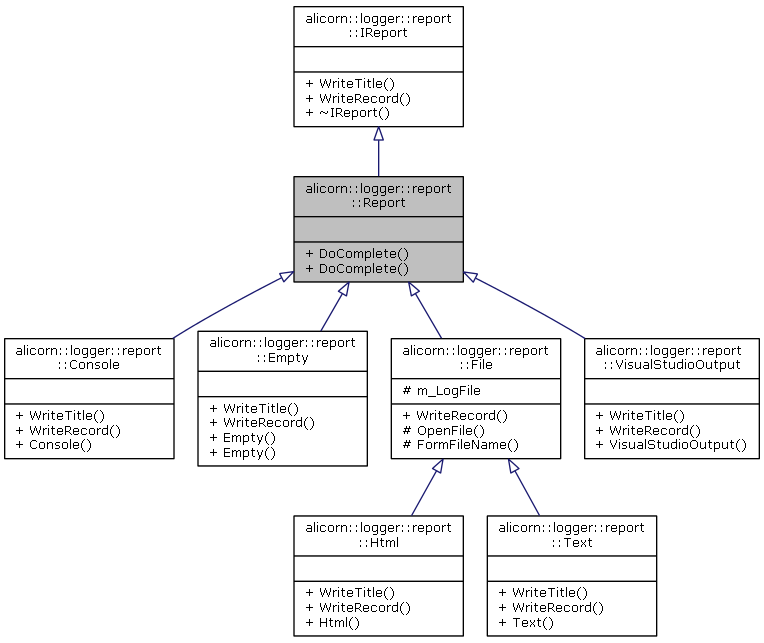 alicorn::logger::report
::IReport
+ WriteTitle()
+ WriteRecord()
+ ~IReport()
alicorn::logger::report
::Report
+ DoComplete()
+ DoComplete()
alicorn::logger::report
::Console
+ WriteTitle()
+ WriteRecord()
+ Console()
alicorn::logger::report
::Empty
+ WriteTitle()
+ WriteRecord()
+ Empty()
+ Empty()
alicorn::logger::report
::File
# m_LogFile
+ WriteRecord()
# OpenFile()
# FormFileName()
alicorn::logger::report
::VisualStudioOutput
+ WriteTitle()
+ WriteRecord()
+ VisualStudioOutput()
alicorn::logger::report
::Html
+ WriteTitle()
+ WriteRecord()
+ Html()
alicorn::logger::report
::Text
+ WriteTitle()
+ WriteRecord()
+ Text()